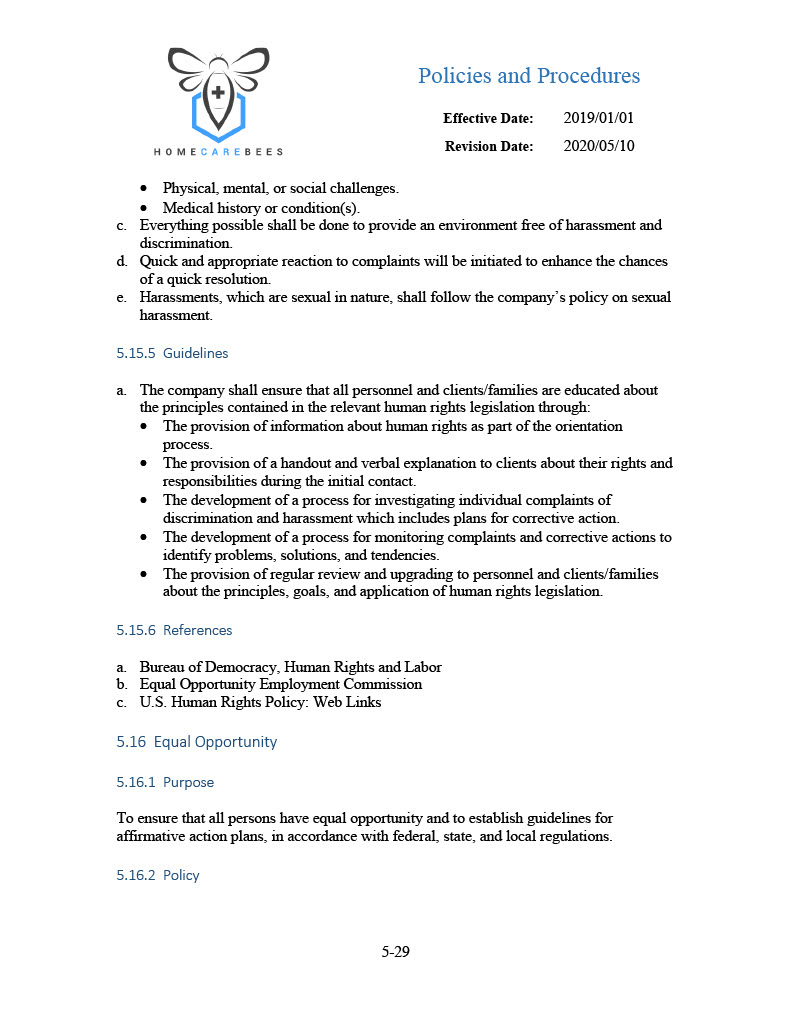 Policies and Procedures
Effective Date: 2019/01/01
Revision Date: 2020/05/10
HOMECAREBEES
• Physical, mental, or social challenges.
• Medical history or condition(s).
c. Everything possible shall be done to provide an environment free of harassment and
discrimination.
d. Quick and appropriate reaction to complaints will be initiated to enhance the chances
of a quick resolution.
e. Harassments, which are sexual in nature, shall follow the company’s policy on sexual
harassment.
5.15.5 Guidelines
a. The company shall ensure that all personnel and clients/families are educated about
the principles contained in the relevant human rights legislation through:
• The provision of information about human rights as part of the orientation
process.
• The provision of a handout and verbal explanation to clients about their rights and
responsibilities during the initial contact.
• The development of a process for investigating individual complaints of
discrimination and harassment which includes plans for corrective action.
• The development of a process for monitoring complaints and corrective actions to
identify problems, solutions, and tendencies.
• The provision of regular review and upgrading to personnel and clients/families
about the principles, goals, and application of human rights legislation.
5.15.6 References
a. Bureau of Democracy, Human Rights and Labor
b. Equal Opportunity Employment Commission
c. U.S. Human Rights Policy: Web Links
5.16 Equal Opportunity
5.16.1 Purpose
To ensure that all persons have equal opportunity and to establish guidelines for
affirmative action plans, in accordance with federal, state, and local regulations.
5.16.2 Policy
5-29